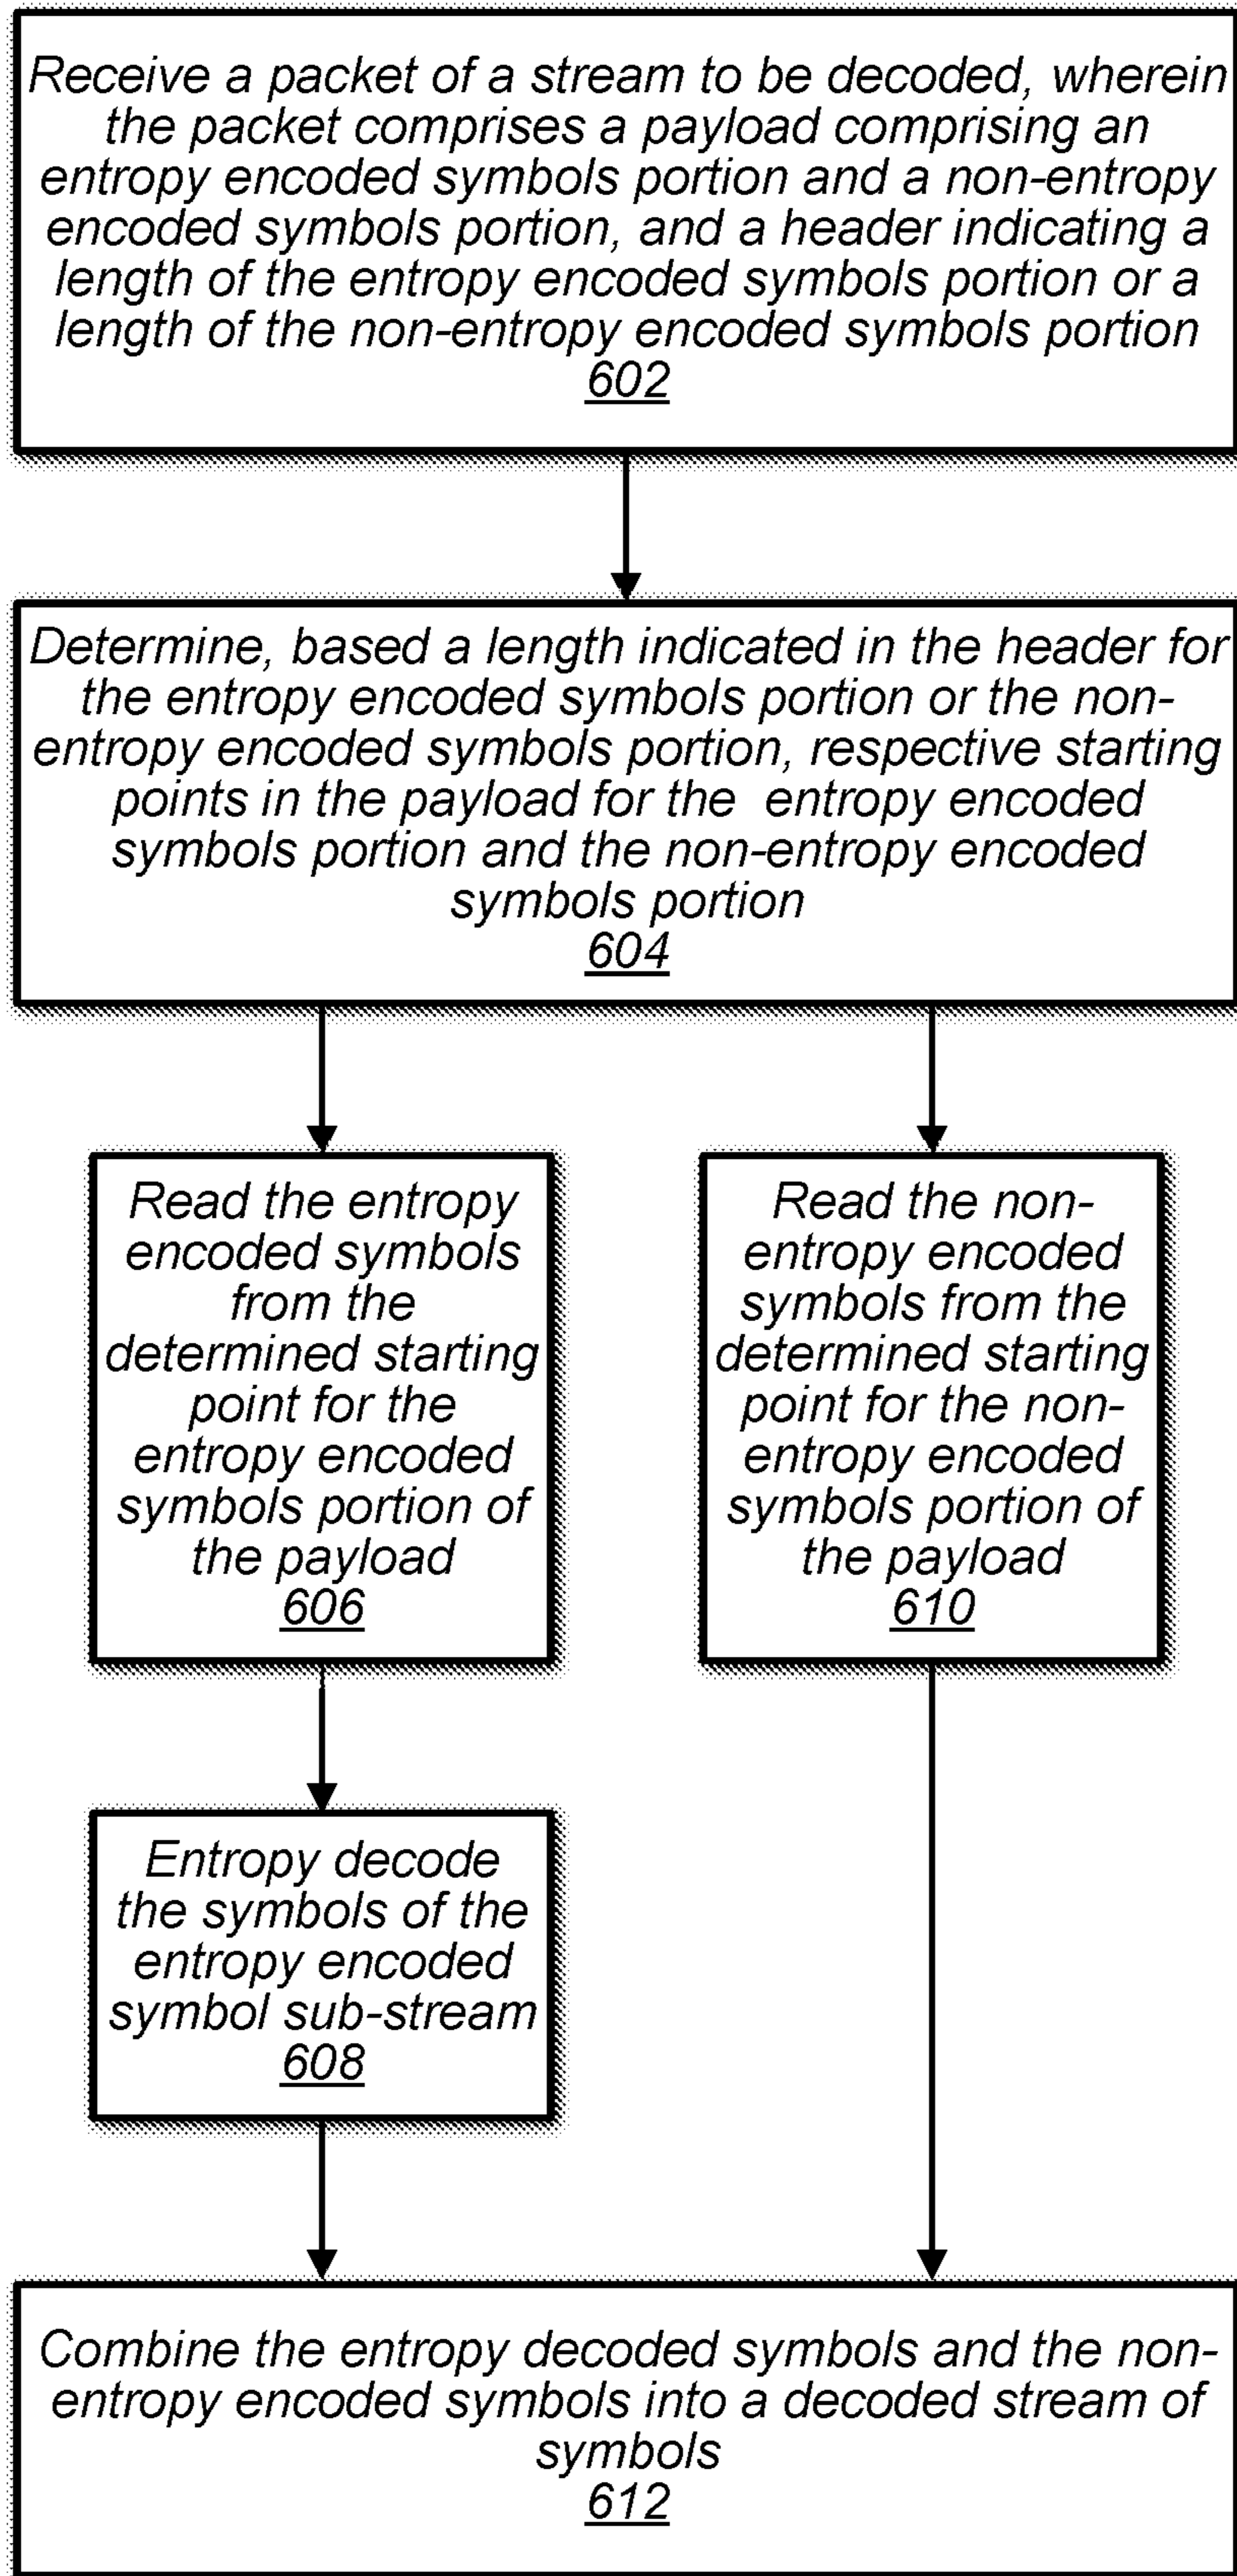 Receive a packet of a stream to be decoded, wherein
the packet comprises a payload comprising an
entropy encoded symbols portion and a non-entropy
encoded symbols portion, and a header indicating a
length of the entropy encoded symbols portion or a
length of the non-entropy encoded symbols portion
602
Determine, based a length indicated in the header for
the entropy encoded symbols portion or the non-
entropy encoded symbols portion, respective starting
points in the payload for the entropy encoded
symbols portion and the non-entropy encoded
symbols portion
604
Read the entropy
encoded symbols
from the
determined starting
point for the
entropy encoded
symbols portion of
the payload
606
Read the non-
entropy encoded
symbols from the
determined starting
point for the non-
entropy encoded
symbols portion of
the payload
610
Entropy decode
the symbols of the
entropy encoded
symbol sub-stream
608
Combine the entropy decoded symbols and the non-
entropy encoded symbols into a decoded stream of
symbols
612